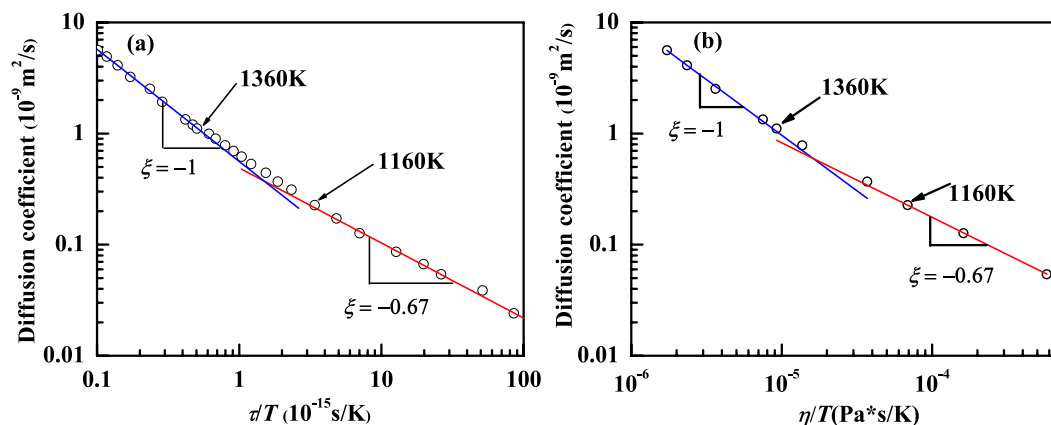 10
1
0.1
0.01
Diffusion coefficient (10⁻⁹ m²/s)
(a)
1360K
ξ = −1
1160K
ξ = −0.67
0.1 1 10 100
τ/T (10⁻¹⁵s/K)
10
1
0.1
0.01
Diffusion coefficient (10⁻⁹ m²/s)
(b)
1360K
ξ = −1
1160K
ξ = −0.67
10⁻⁶ 10⁻⁵ 10⁻⁴
η/T(Pa*s/K)